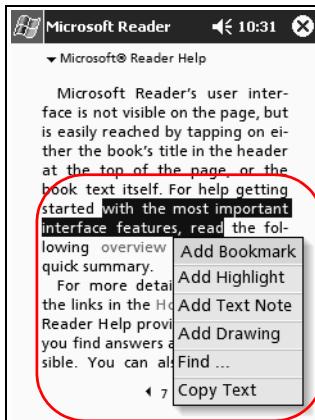 Microsoft Reader 10:31
Microsoft® Reader Help
Microsoft Reader's user inter-
face is not visible on the page, but
is easily reached by tapping on ei-
ther the book's title in the header
at the top of the page, or the
book text itself. For help getting
started with the most important
interface features, read the fol-
lowing overview
quick summary.
For more detai
the links in the Ho
Reader Help provi
you find answers a
sible. You can als
Add Bookmark
Add Highlight
Add Text Note
Add Drawing
Find ...
Copy Text
7